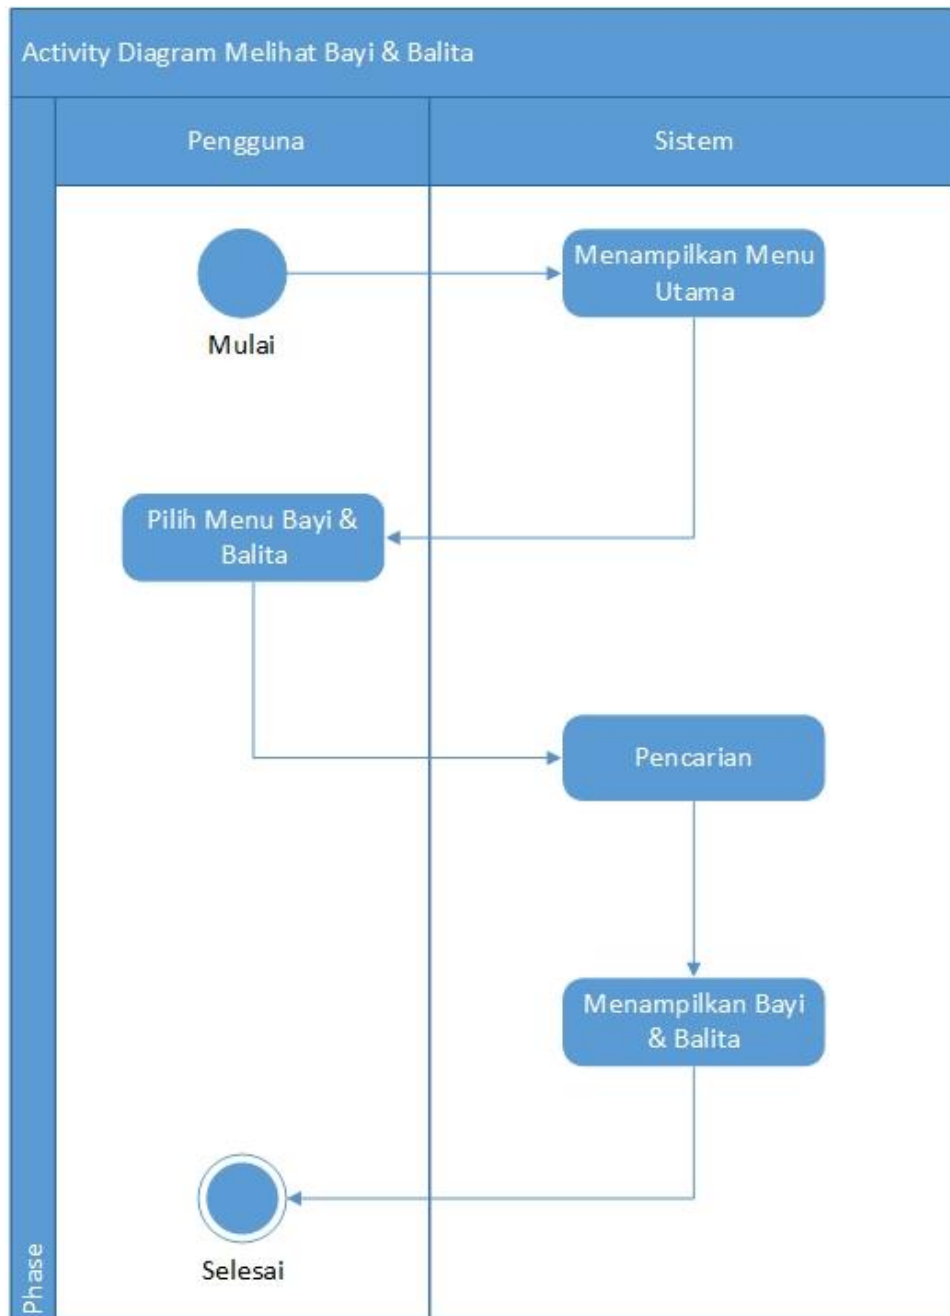 Activity Diagram Melihat Bayi & Balita
Pengguna
Sistem
Menampilkan Menu
Utama
Mulai
Pilih Menu Bayi &
Balita
Pencarian
Menampilkan Bayi
& Balita
Selesai
Phase